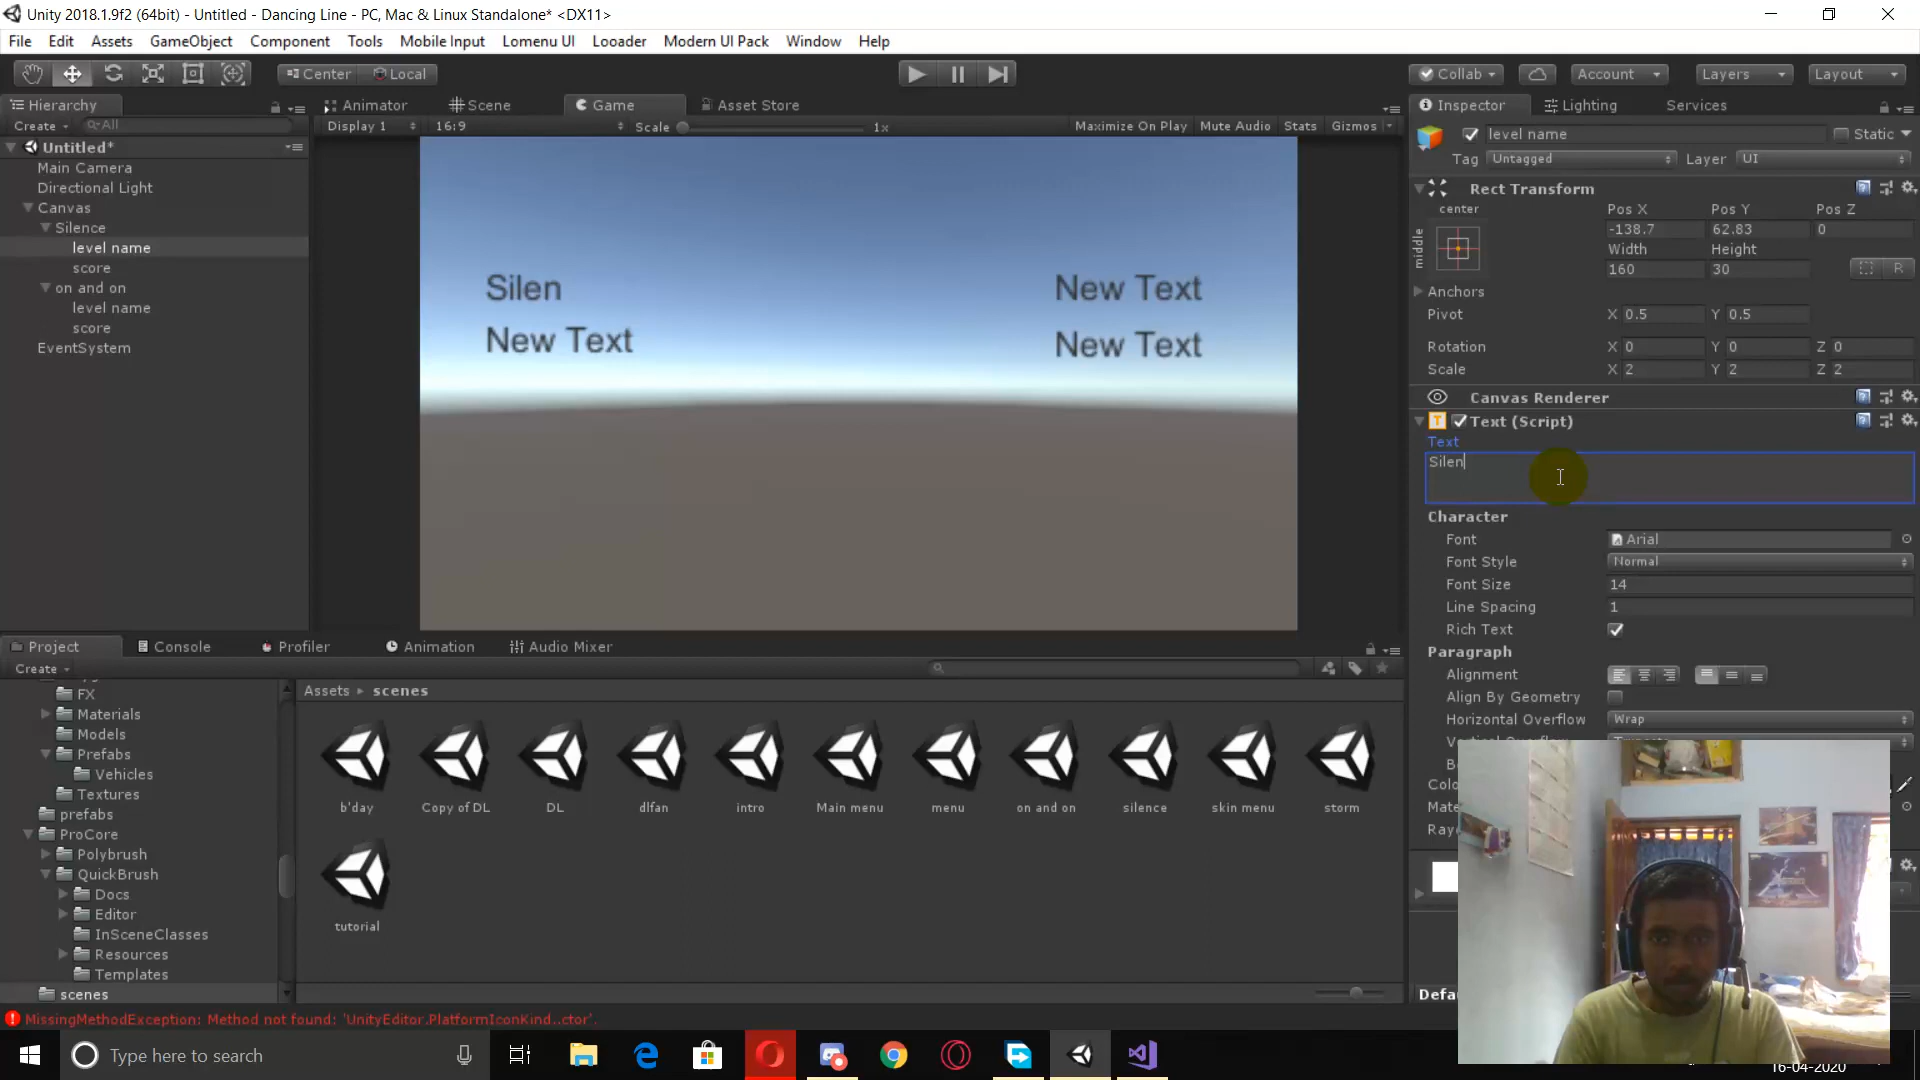 Unity 2018.1.9f2 (64bit) - Untitled - Dancing Line - PC, Mac & Linux Standalone* <DX11>
File Edit Assets GameObject Component Tools Mobile Input Lomenu UI Looader Modern UI Pack Window Help
Center Local Collab Account Layers Layout
Hierarchy Animator Scene Game Asset Store Inspector Lighting Services
Create All Display 1 16:9 Scale 1x Maximize On Play Mute Audio Stats Gizmos
level name Static
Tag Untagged Layer UI
Untitled*
Main Camera
Directional Light
Canvas
Silence
level name
score
on and on
level name
score
EventSystem
Silen New Text
New Text New Text
Rect Transform
center Pos X Pos Y Pos Z
middle -138.7 62.83 0
Width Height
160 30 R
Anchors
Pivot X 0.5 Y 0.5
Rotation X 0 Y 0 Z 0
Scale X 2 Y 2 Z 2
Canvas Renderer
Text (Script)
Text
Silen
Character
Font Arial
Font Style Normal
Font Size 14
Line Spacing 1
Rich Text
Paragraph
Alignment
Align By Geometry
Horizontal Overflow Wrap
Project Console Profiler Animation Audio Mixer
Create
Assets scenes
FX
Materials
Models
Prefabs
Vehicles
Textures
prefabs
ProCore
Polybrush
QuickBrush
Docs
Editor
InSceneClasses
Resources
Templates
scenes
b'day Copy of DL DL dlfan intro Main menu menu on and on silence skin menu storm
tutorial
MissingMethodException: Method not found: 'UnityEditor.PlatformIconKind..ctor'.
Type here to search
16-04-2020